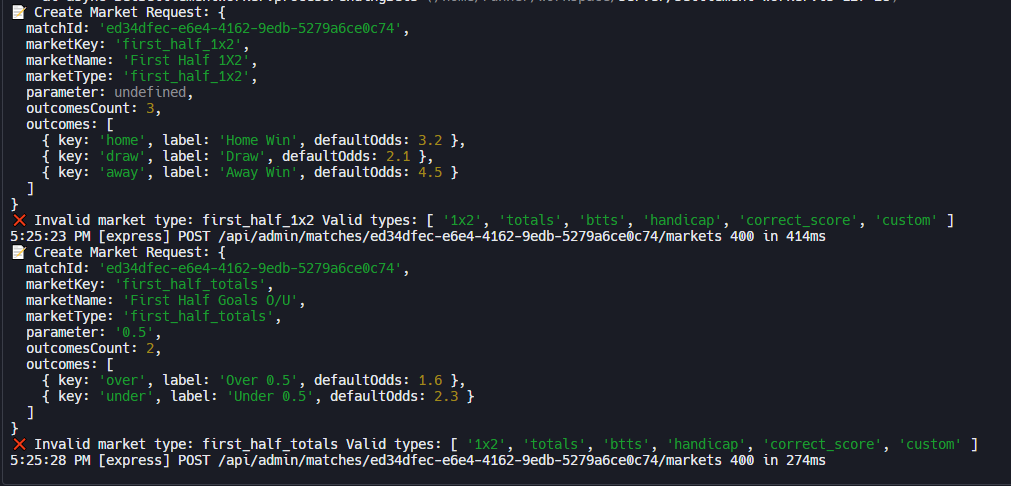 📝 Create Market Request: {
matchId: 'ed34dfec-e6e4-4162-9edb-5279a6ce0c74',
marketKey: 'first_half_1x2',
marketName: 'First Half 1X2',
marketType: 'first_half_1x2',
parameter: undefined,
outcomesCount: 3,
outcomes: [
{ key: 'home', label: 'Home Win', defaultOdds: 3.2 },
{ key: 'draw', label: 'Draw', defaultOdds: 2.1 },
{ key: 'away', label: 'Away Win', defaultOdds: 4.5 }
]
}
❌ Invalid market type: first_half_1x2 Valid types: [ '1x2', 'totals', 'btts', 'handicap', 'correct_score', 'custom' ]
5:25:23 PM [express] POST /api/admin/matches/ed34dfec-e6e4-4162-9edb-5279a6ce0c74/markets 400 in 414ms
📝 Create Market Request: {
matchId: 'ed34dfec-e6e4-4162-9edb-5279a6ce0c74',
marketKey: 'first_half_totals',
marketName: 'First Half Goals O/U',
marketType: 'first_half_totals',
parameter: '0.5',
outcomesCount: 2,
outcomes: [
{ key: 'over', label: 'Over 0.5', defaultOdds: 1.6 },
{ key: 'under', label: 'Under 0.5', defaultOdds: 2.3 }
]
}
❌ Invalid market type: first_half_totals Valid types: [ '1x2', 'totals', 'btts', 'handicap', 'correct_score', 'custom' ]
5:25:28 PM [express] POST /api/admin/matches/ed34dfec-e6e4-4162-9edb-5279a6ce0c74/markets 400 in 274ms